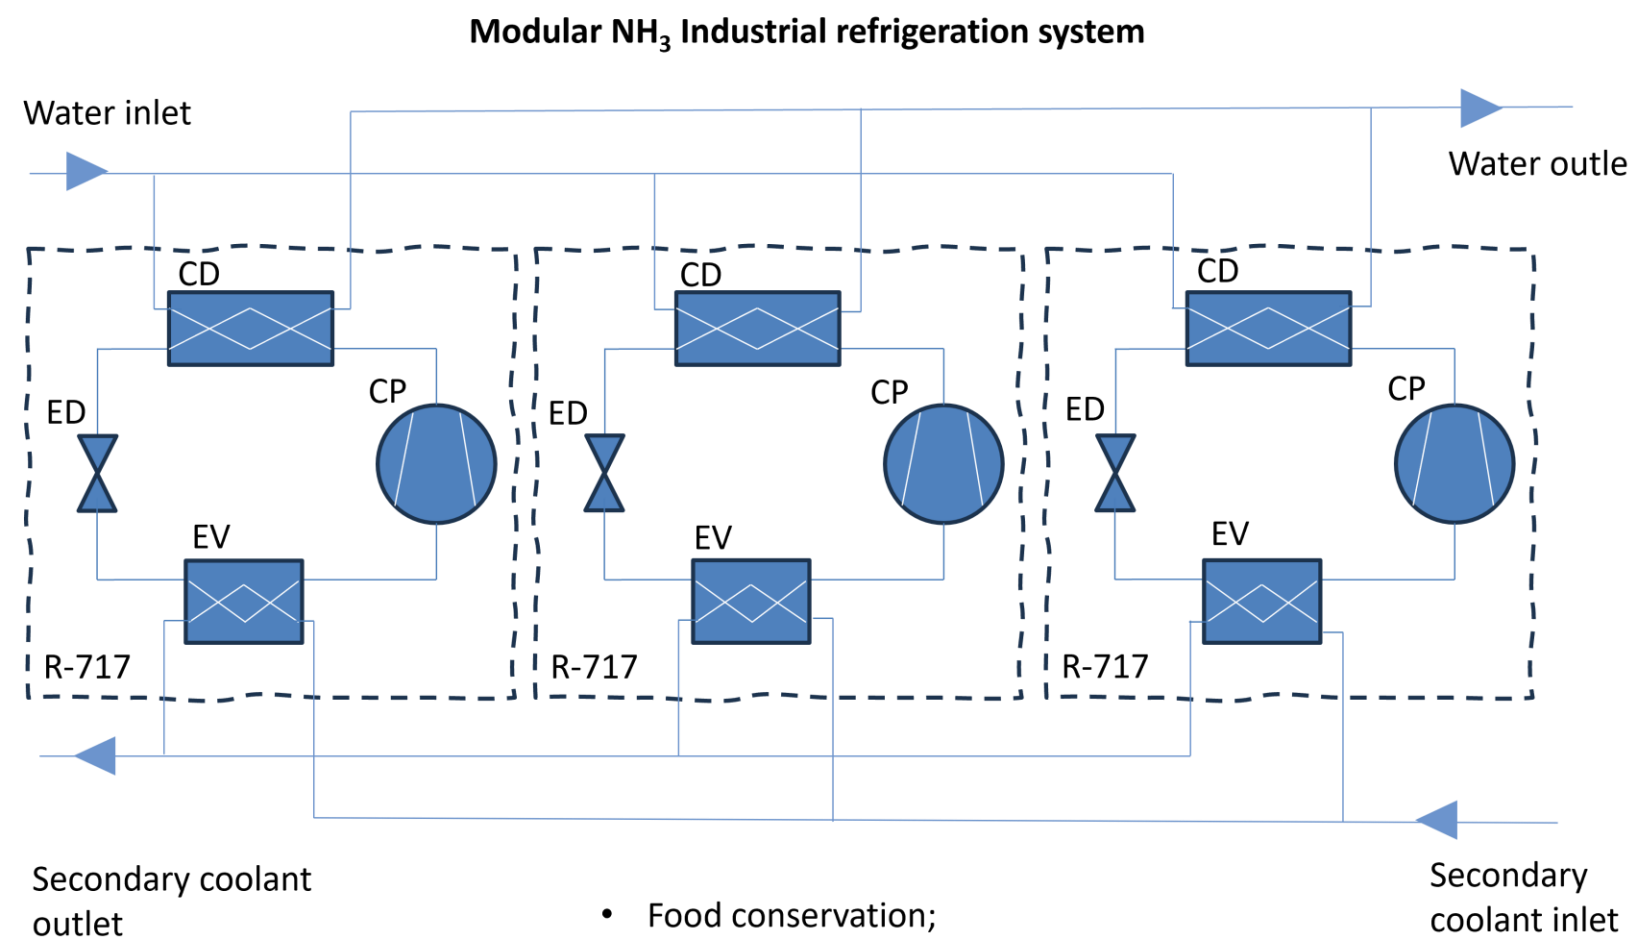 Modular NH₃ Industrial refrigeration system
Water inlet
Water outle
CD
CD
CD
CP
CP
CP
ED
ED
ED
EV
EV
EV
R-717
R-717
R-717
Secondary coolant
outlet
Secondary
coolant inlet
• Food conservation;